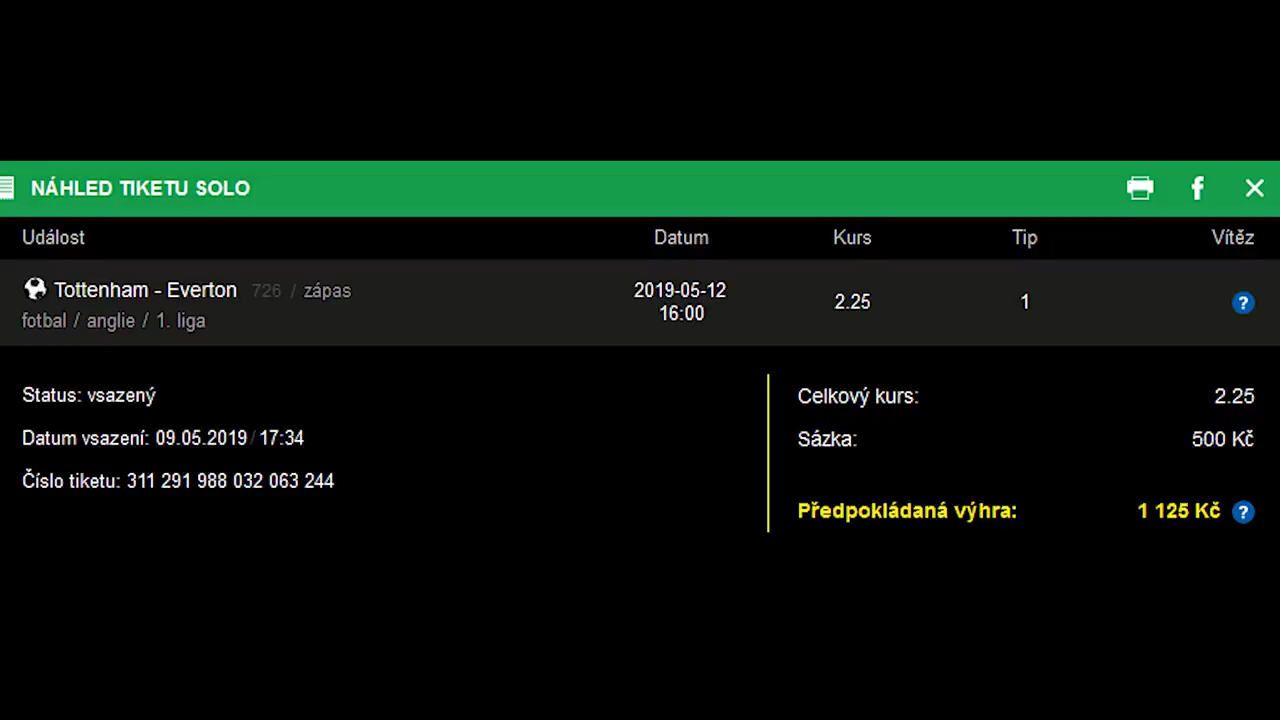 NÁHLED TIKETU SOLO
Událost Datum Kurs Tip Vítěz
Tottenham - Everton 726 / zápas 2019-05-12 16:00 2.25 1 ?
fotbal / anglie / 1. liga
Status: vsazený
Datum vsazení: 09.05.2019 / 17:34
Číslo tiketu: 311 291 988 032 063 244
Celkový kurs: 2.25
Sázka: 500 Kč
Předpokládaná výhra: 1 125 Kč ?